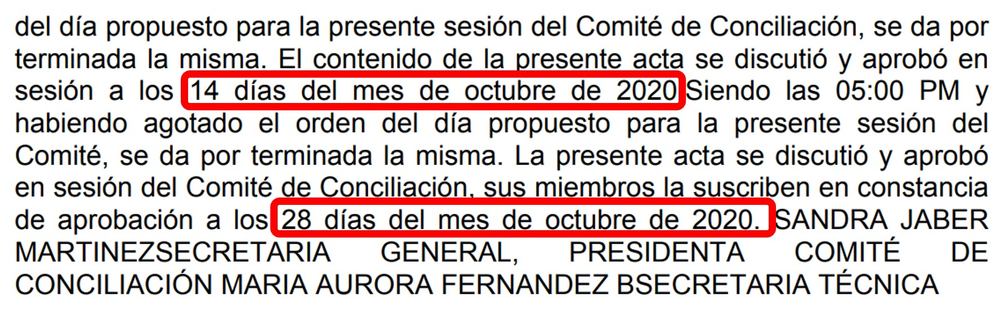 del día propuesto para la presente sesión del Comité de Conciliación, se da por
terminada la misma. El contenido de la presente acta se discutió y aprobó en
sesión a los 14 días del mes de octubre de 2020 Siendo las 05:00 PM y
habiendo agotado el orden del día propuesto para la presente sesión del
Comité, se da por terminada la misma. La presente acta se discutió y aprobó
en sesión del Comité de Conciliación, sus miembros la suscriben en constancia
de aprobación a los 28 días del mes de octubre de 2020. SANDRA JABER
MARTINEZSECRETARIA GENERAL, PRESIDENTA COMITÉ DE
CONCILIACIÓN MARIA AURORA FERNANDEZ BSECRETARIA TÉCNICA